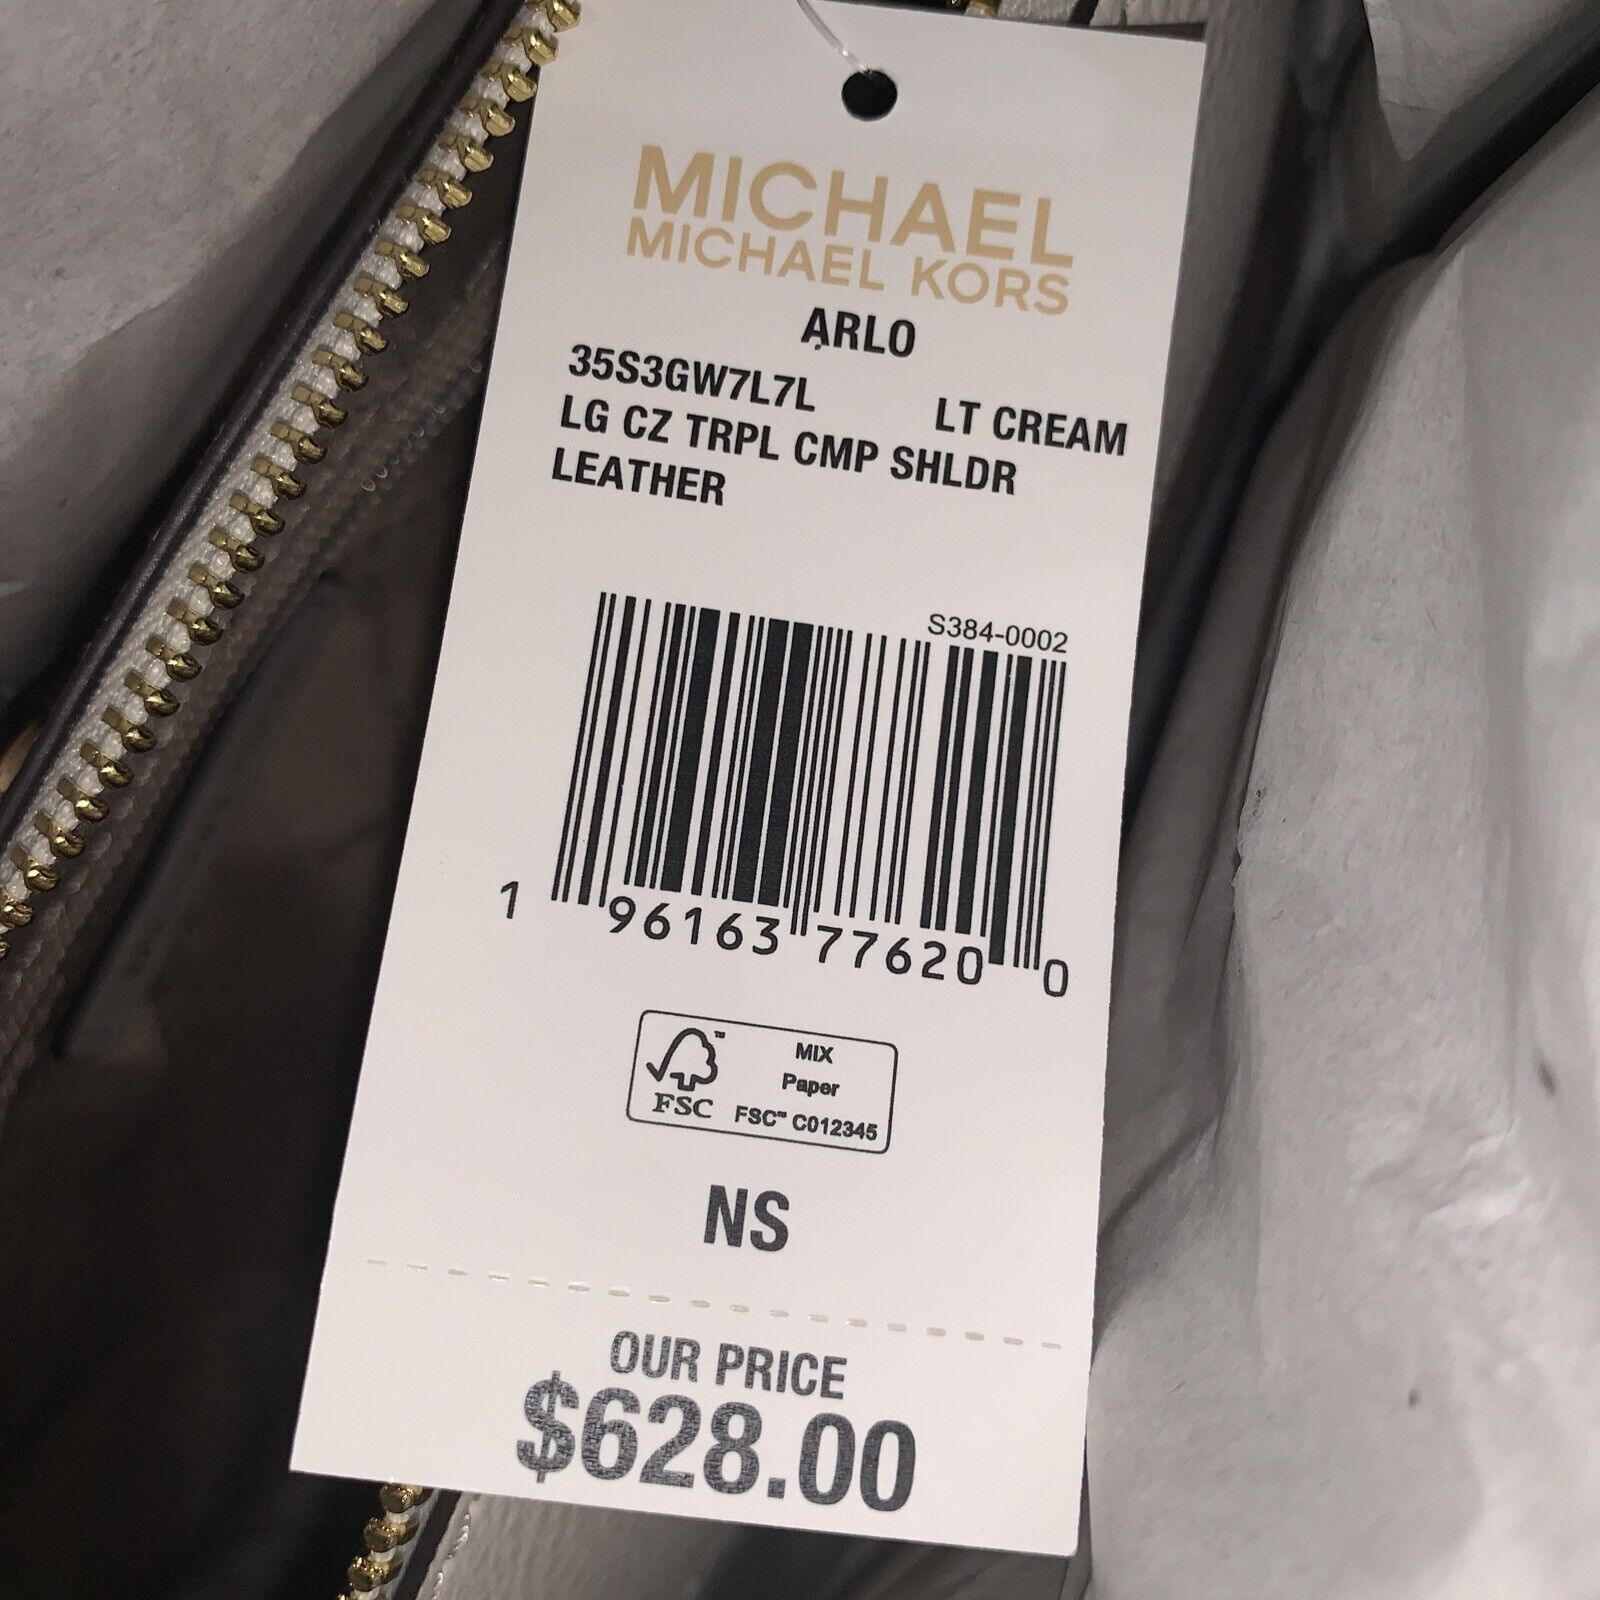 MICHAEL
MICHAEL KORS
ARLO
35S3GW7L7L LT CREAM
LG CZ TRPL CMP SHLDR
LEATHER
S384-0002
1 96163 77620 0
MIX
Paper
FSC FSC™ C012345
NS
OUR PRICE
$628.00